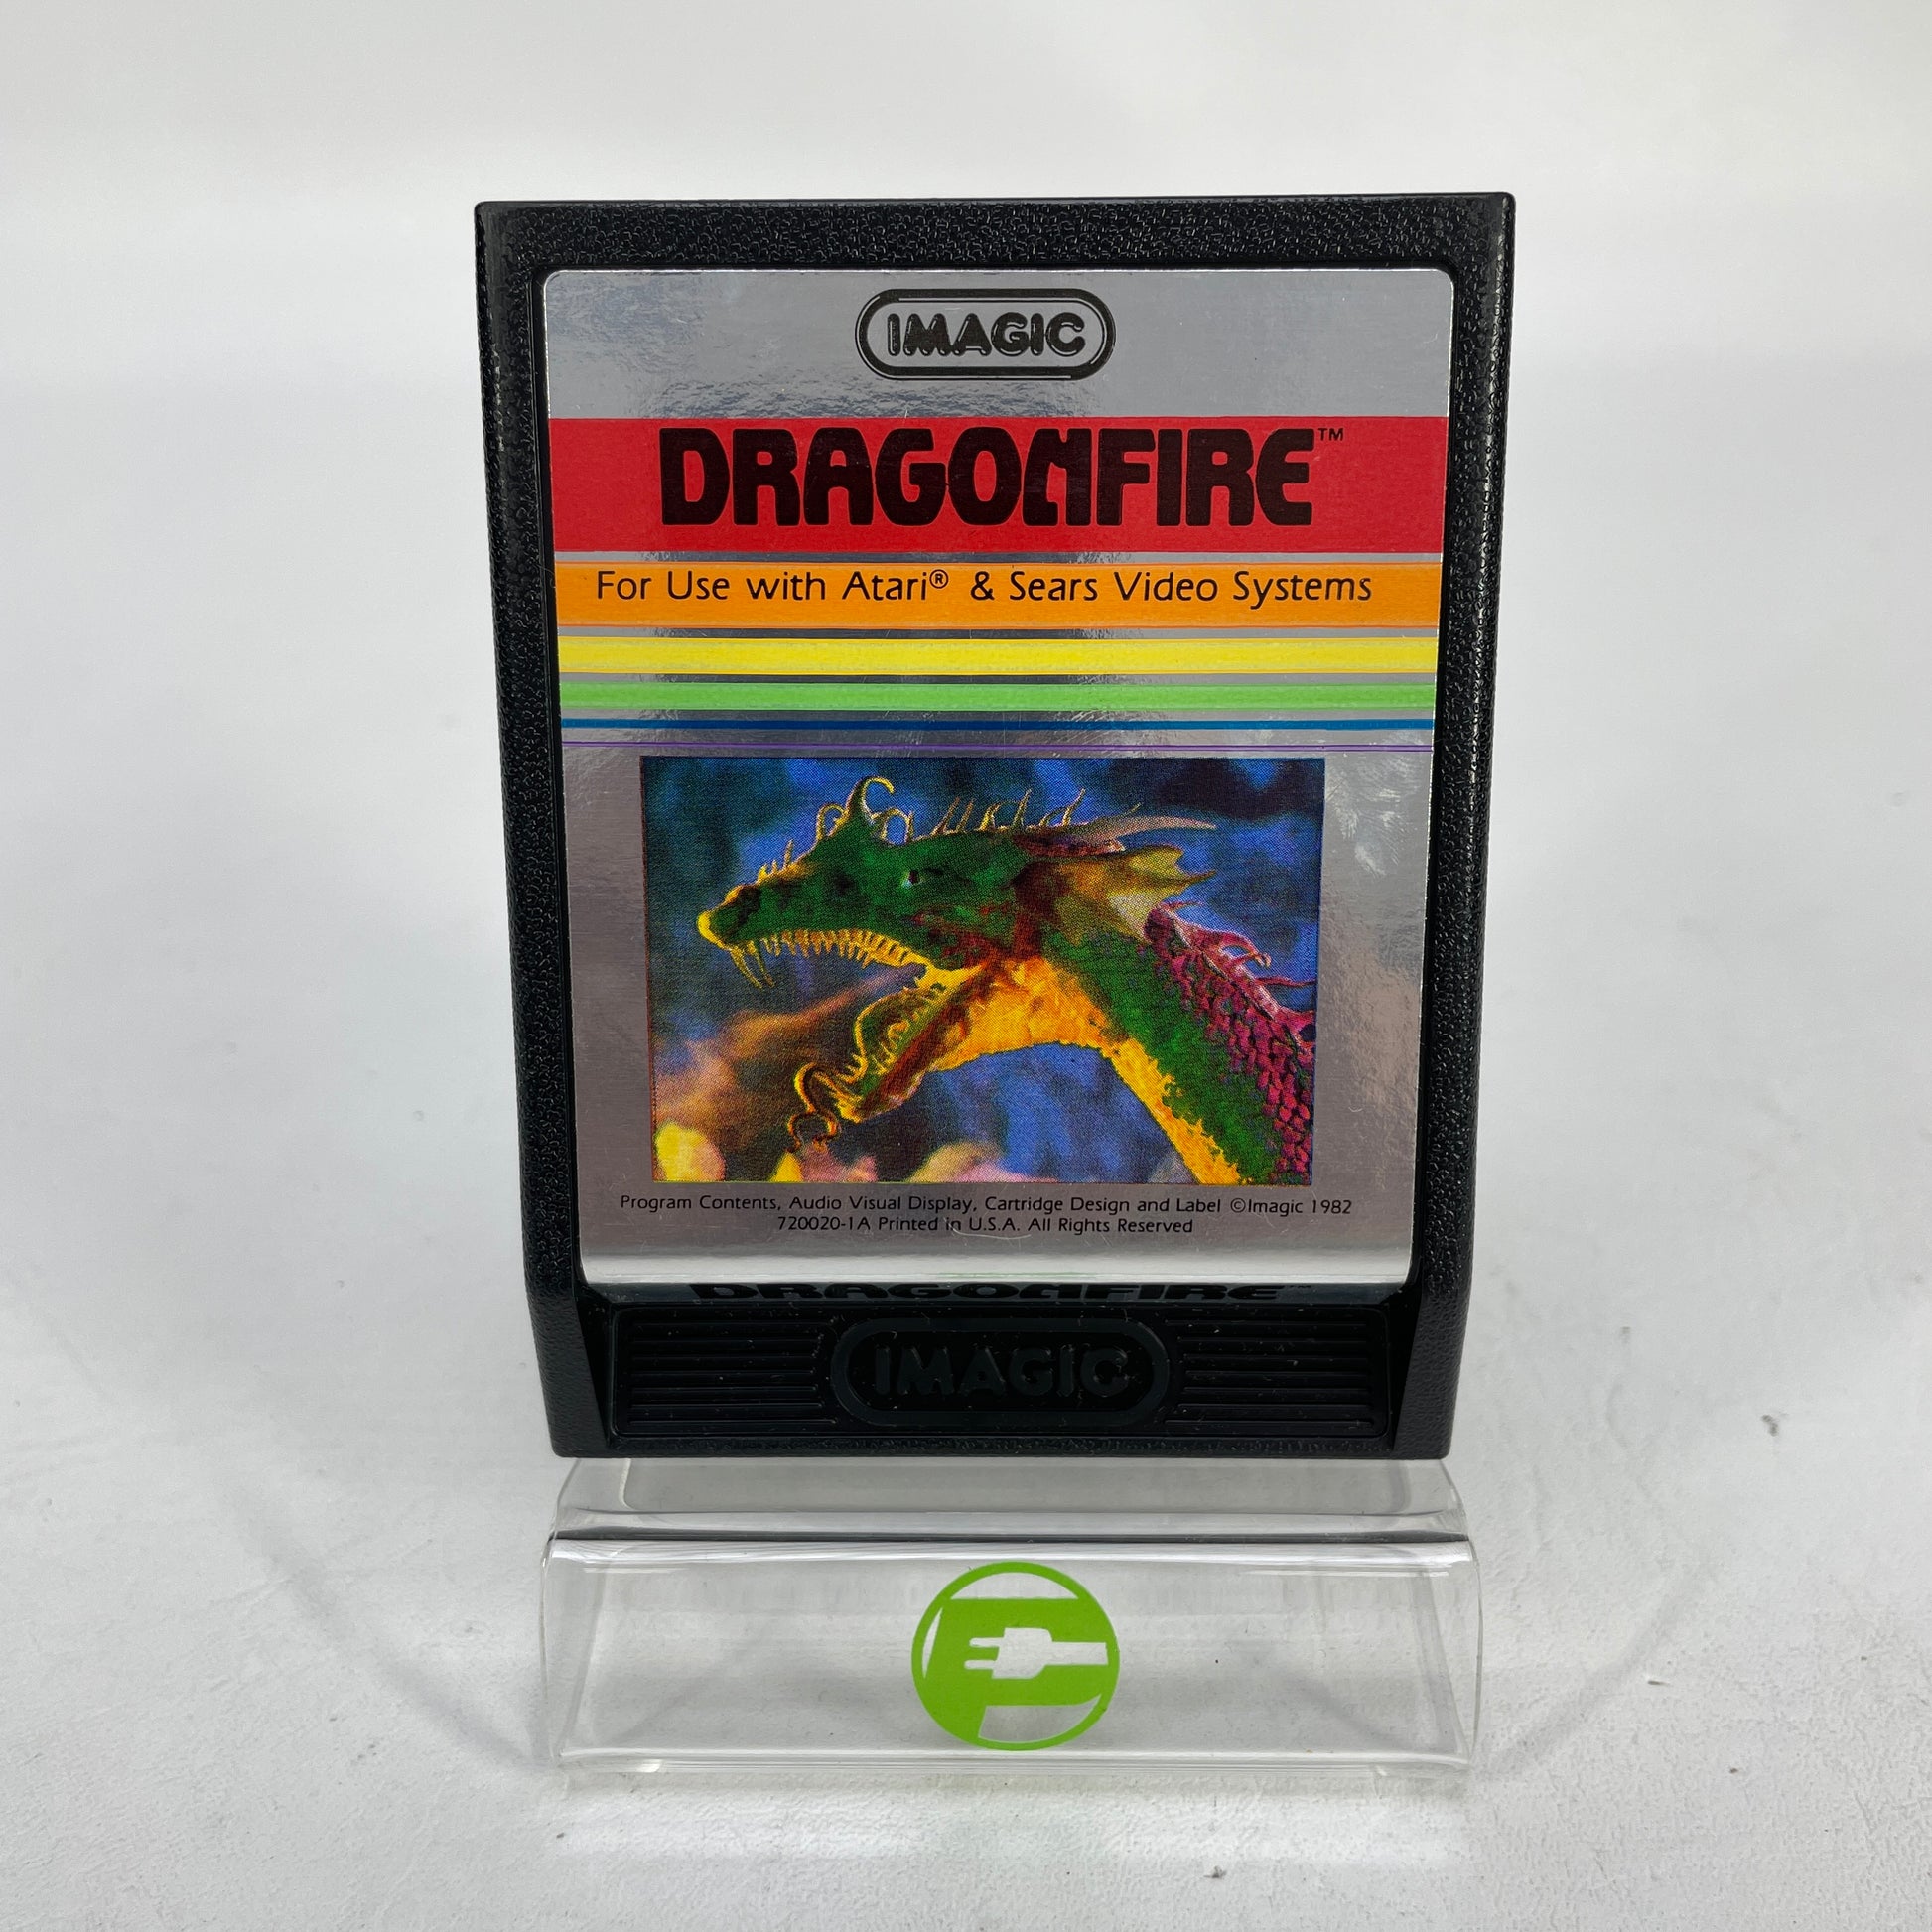 IMAGIC
DRAGONFIRE™
For Use with Atari® & Sears Video Systems
Program Contents, Audio Visual Display, Cartridge Design and Label ©Imagic 1982
720020-1A Printed in U.S.A. All Rights Reserved
DRAGONFIRE™
IMAGIC